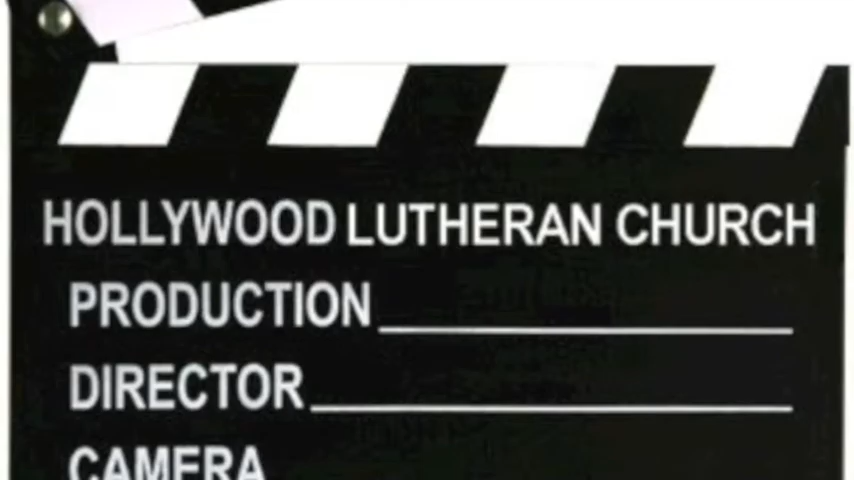 HOLLYWOOD LUTHERAN CHURCH
PRODUCTION
DIRECTOR
CAMERA